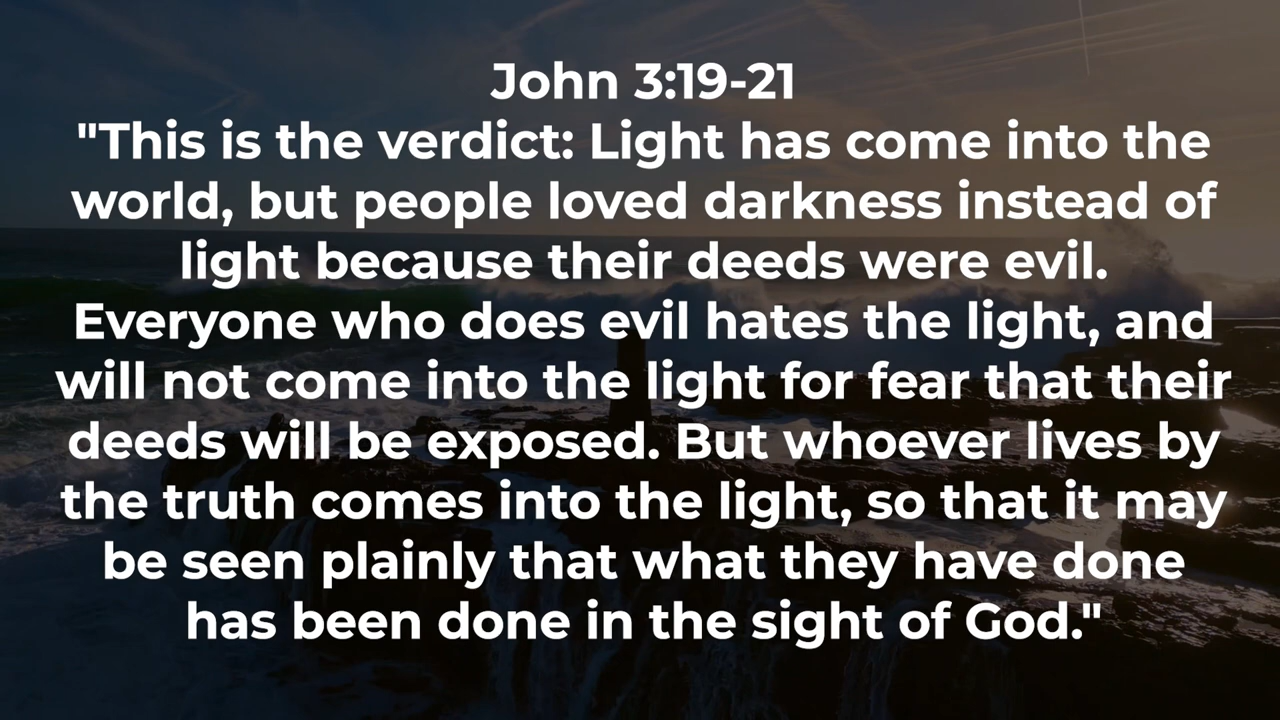 John 3:19-21
"This is the verdict: Light has come into the
world, but people loved darkness instead of
light because their deeds were evil.
Everyone who does evil hates the light, and
will not come into the light for fear that their
deeds will be exposed. But whoever lives by
the truth comes into the light, so that it may
be seen plainly that what they have done
has been done in the sight of God."